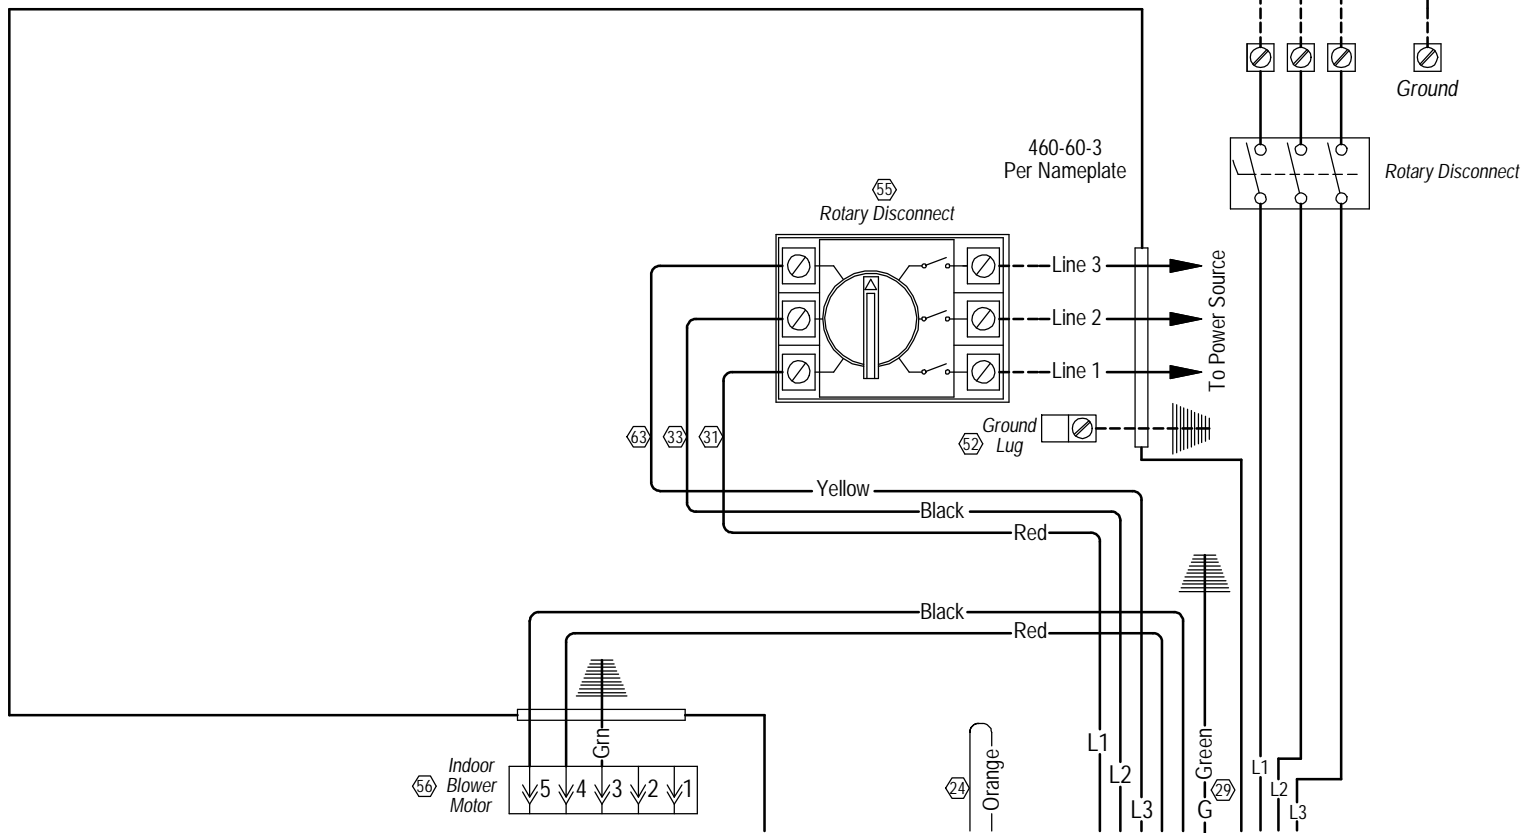 Ground
460-60-3
Per Nameplate
Rotary Disconnect
55
Rotary Disconnect
Line 3
Line 2
Line 1
To Power Source
63
33
31
52
Ground
Lug
Yellow
Black
Red
Black
Red
Grn
Indoor
Blower
Motor
56
5
4
3
2
1
24
Orange
L1
L2
L3
Green
G
29
L1
L2
L3